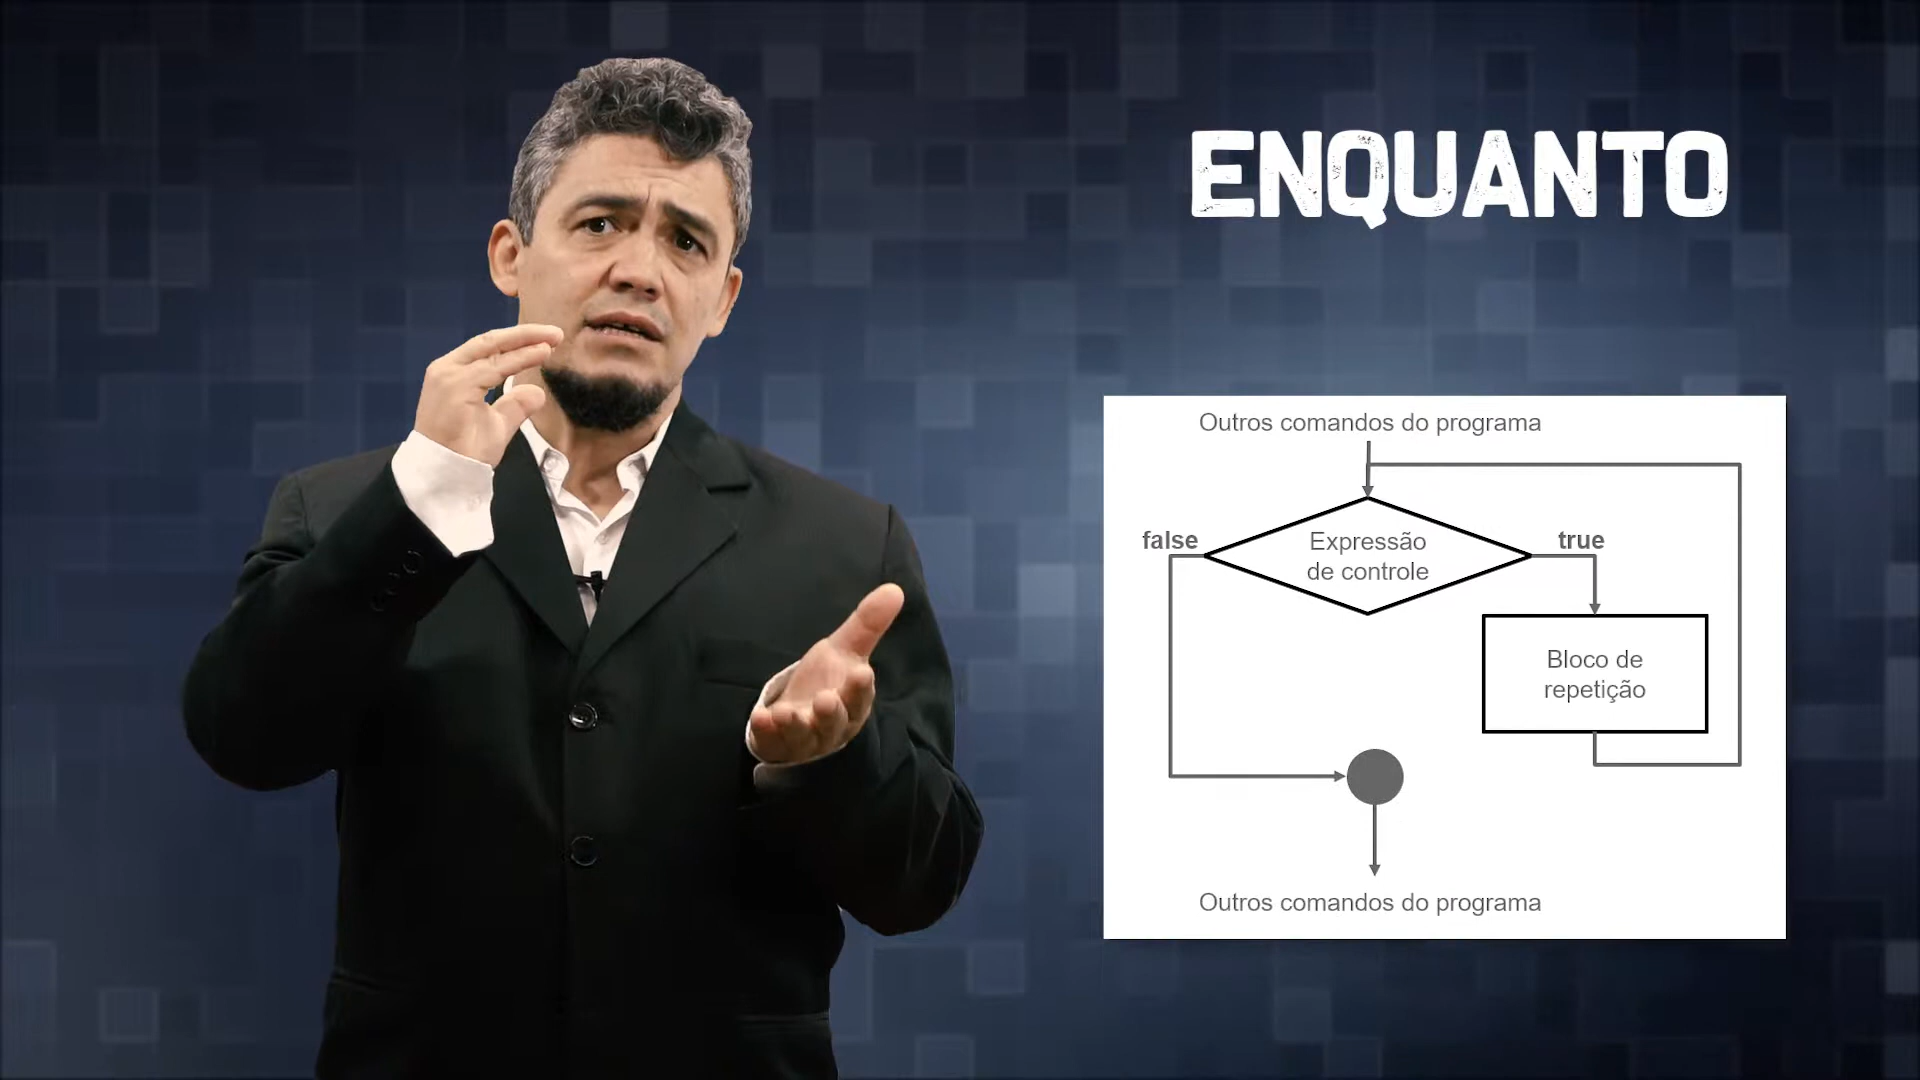 ENQUANTO
Outros comandos do programa
false
true
Expressão
de controle
Bloco de
repetição
Outros comandos do programa